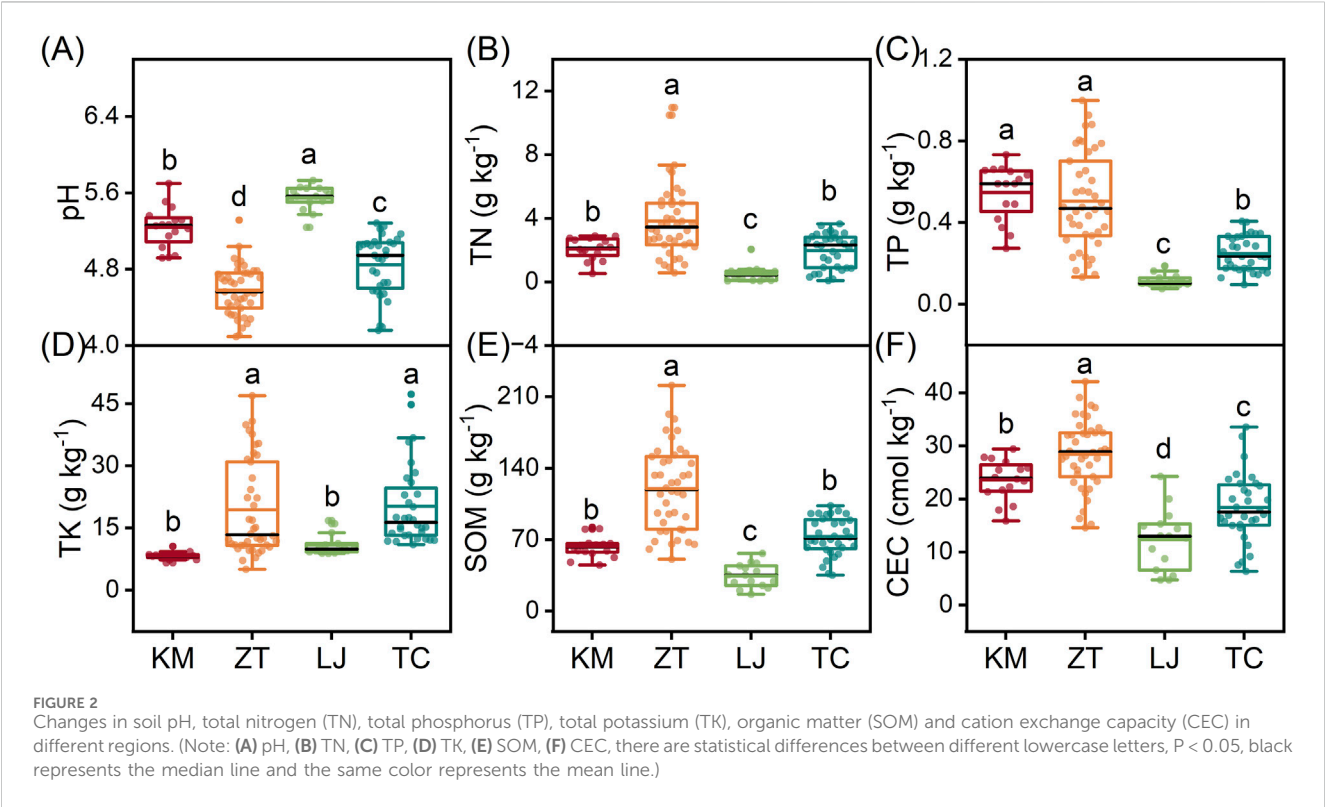 (A)
pH
6.4
5.6
4.8
4.0
b
d
a
c
(B)
TN (g kg⁻¹)
12
8
4
0
−4
b
a
c
b
(C)
TP (g kg⁻¹)
1.2
0.8
0.4
0.0
a
a
c
b
(D)
TK (g kg⁻¹)
45
30
15
0
b
a
b
a
KM ZT LJ TC
(E)
SOM (g kg⁻¹)
210
140
70
0
b
a
c
b
KM ZT LJ TC
(F)
CEC (cmol kg⁻¹)
40
30
20
10
0
b
a
d
c
KM ZT LJ TC
FIGURE 2
Changes in soil pH, total nitrogen (TN), total phosphorus (TP), total potassium (TK), organic matter (SOM) and cation exchange capacity (CEC) in
different regions. (Note: (A) pH, (B) TN, (C) TP, (D) TK, (E) SOM, (F) CEC, there are statistical differences between different lowercase letters, P < 0.05, black
represents the median line and the same color represents the mean line.)